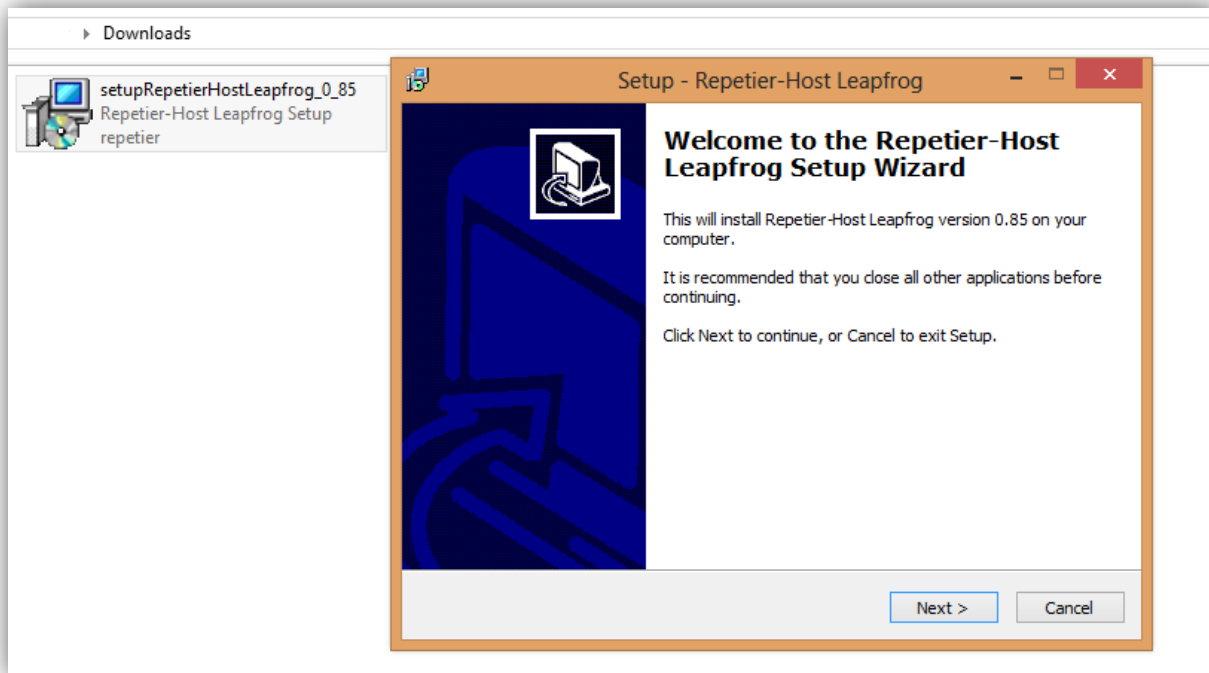 Downloads
setupRepetierHostLeapfrog_0_85
Repetier-Host Leapfrog Setup
repetier
Setup - Repetier-Host Leapfrog
Welcome to the Repetier-Host
Leapfrog Setup Wizard
This will install Repetier-Host Leapfrog version 0.85 on your
computer.
It is recommended that you close all other applications before
continuing.
Click Next to continue, or Cancel to exit Setup.
Next >
Cancel